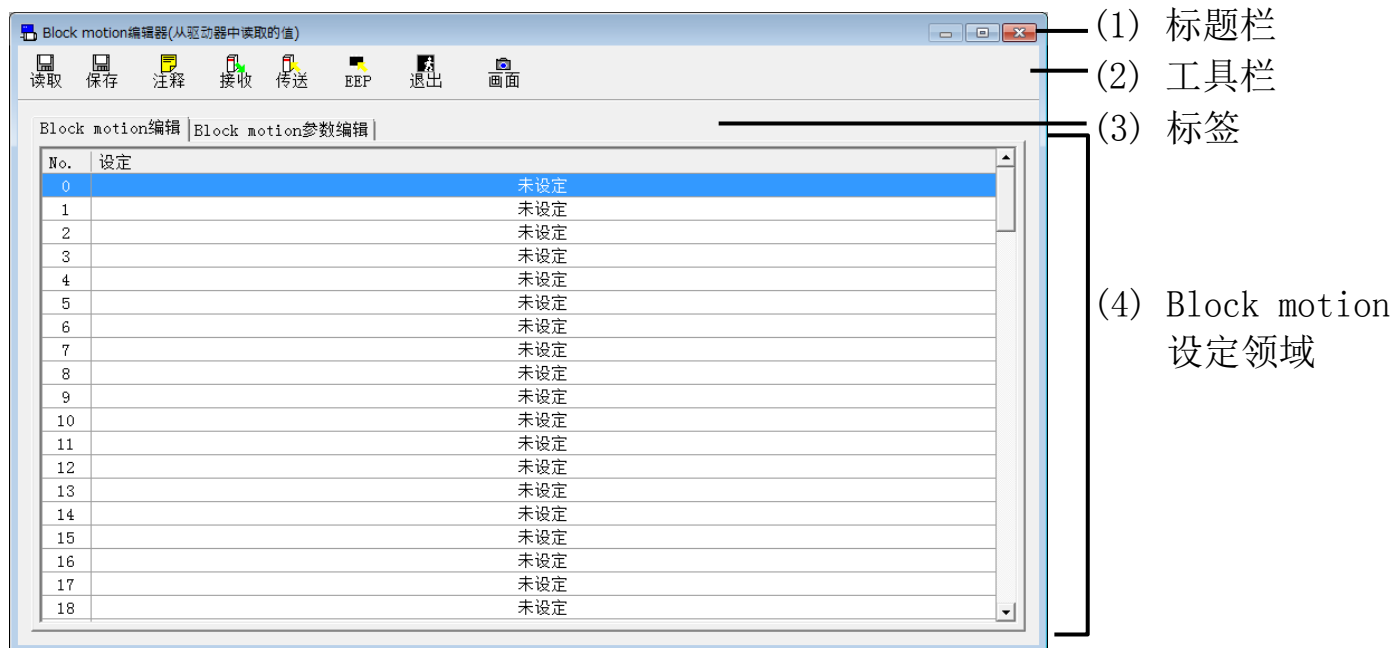 Block motion编辑器(从驱动器中读取的值)
(1) 标题栏
读取 保存 注释 接收 传送 EEP 退出 画面
(2) 工具栏
Block motion编辑 Block motion参数编辑
(3) 标签
No. 设定
0 未设定
1 未设定
2 未设定
3 未设定
4 未设定
5 未设定
6 未设定
7 未设定
8 未设定
9 未设定
10 未设定
11 未设定
12 未设定
13 未设定
14 未设定
15 未设定
16 未设定
17 未设定
18 未设定
(4) Block motion
设定领域